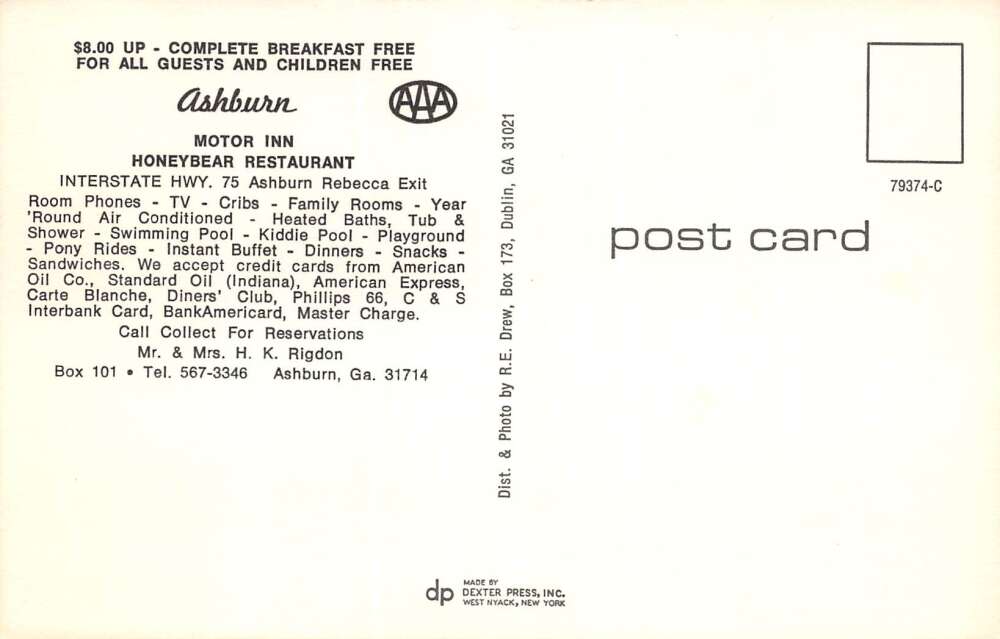 $8.00 UP - COMPLETE BREAKFAST FREE
FOR ALL GUESTS AND CHILDREN FREE
Ashburn
AAA
MOTOR INN
HONEYBEAR RESTAURANT
INTERSTATE HWY. 75 Ashburn Rebecca Exit
Room Phones - TV - Cribs - Family Rooms - Year
'Round Air Conditioned - Heated Baths, Tub &
Shower - Swimming Pool - Kiddie Pool - Playground
- Pony Rides - Instant Buffet - Dinners - Snacks -
Sandwiches. We accept credit cards from American
Oil Co., Standard Oil (Indiana), American Express,
Carte Blanche, Diners' Club, Phillips 66, C & S
Interbank Card, BankAmericard, Master Charge.
Call Collect For Reservations
Mr. & Mrs. H. K. Rigdon
Box 101 • Tel. 567-3346 Ashburn, Ga. 31714
Dist. & Photo by R.E. Drew, Box 173, Dublin, GA 31021
79374-C
post card
dp
MADE BY
DEXTER PRESS, INC.
WEST NYACK, NEW YORK